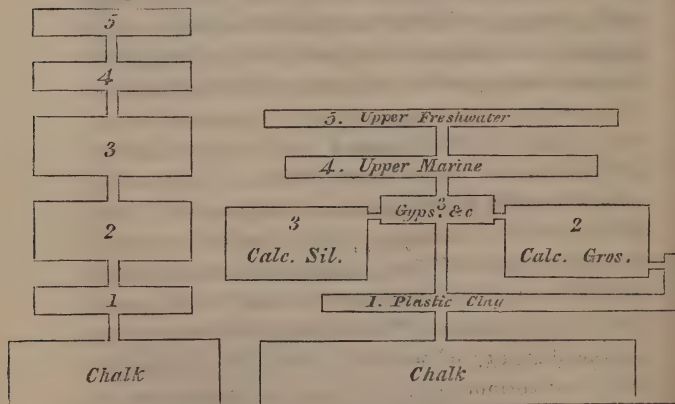 5
4
3
2
1
Chalk
5. Upper Freshwater
4. Upper Marine
3
Gyps. &c
3
Calc. Sil.
2
Calc. Gros.
1. Plastic Clay
Chalk